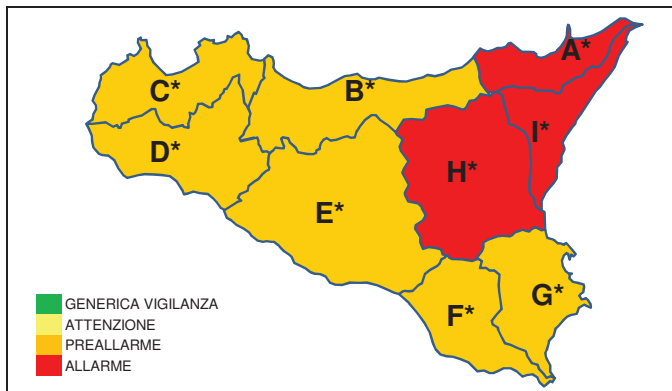 A*
C*
B*
I*
D*
H*
E*
G*
F*
GENERICA VIGILANZA
ATTENZIONE
PREALLARME
ALLARME